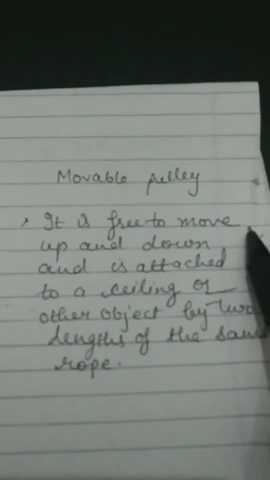 Movable pulley
It is free to move
up and down
and is attached
to a ceiling or
other object by two
lengths of the same
rope.